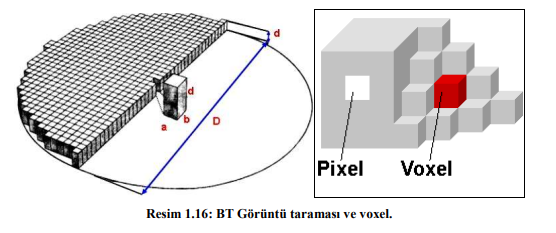 d
d
D
b
a
Pixel
Voxel
Resim 1.16: BT Görüntü taraması ve voxel.